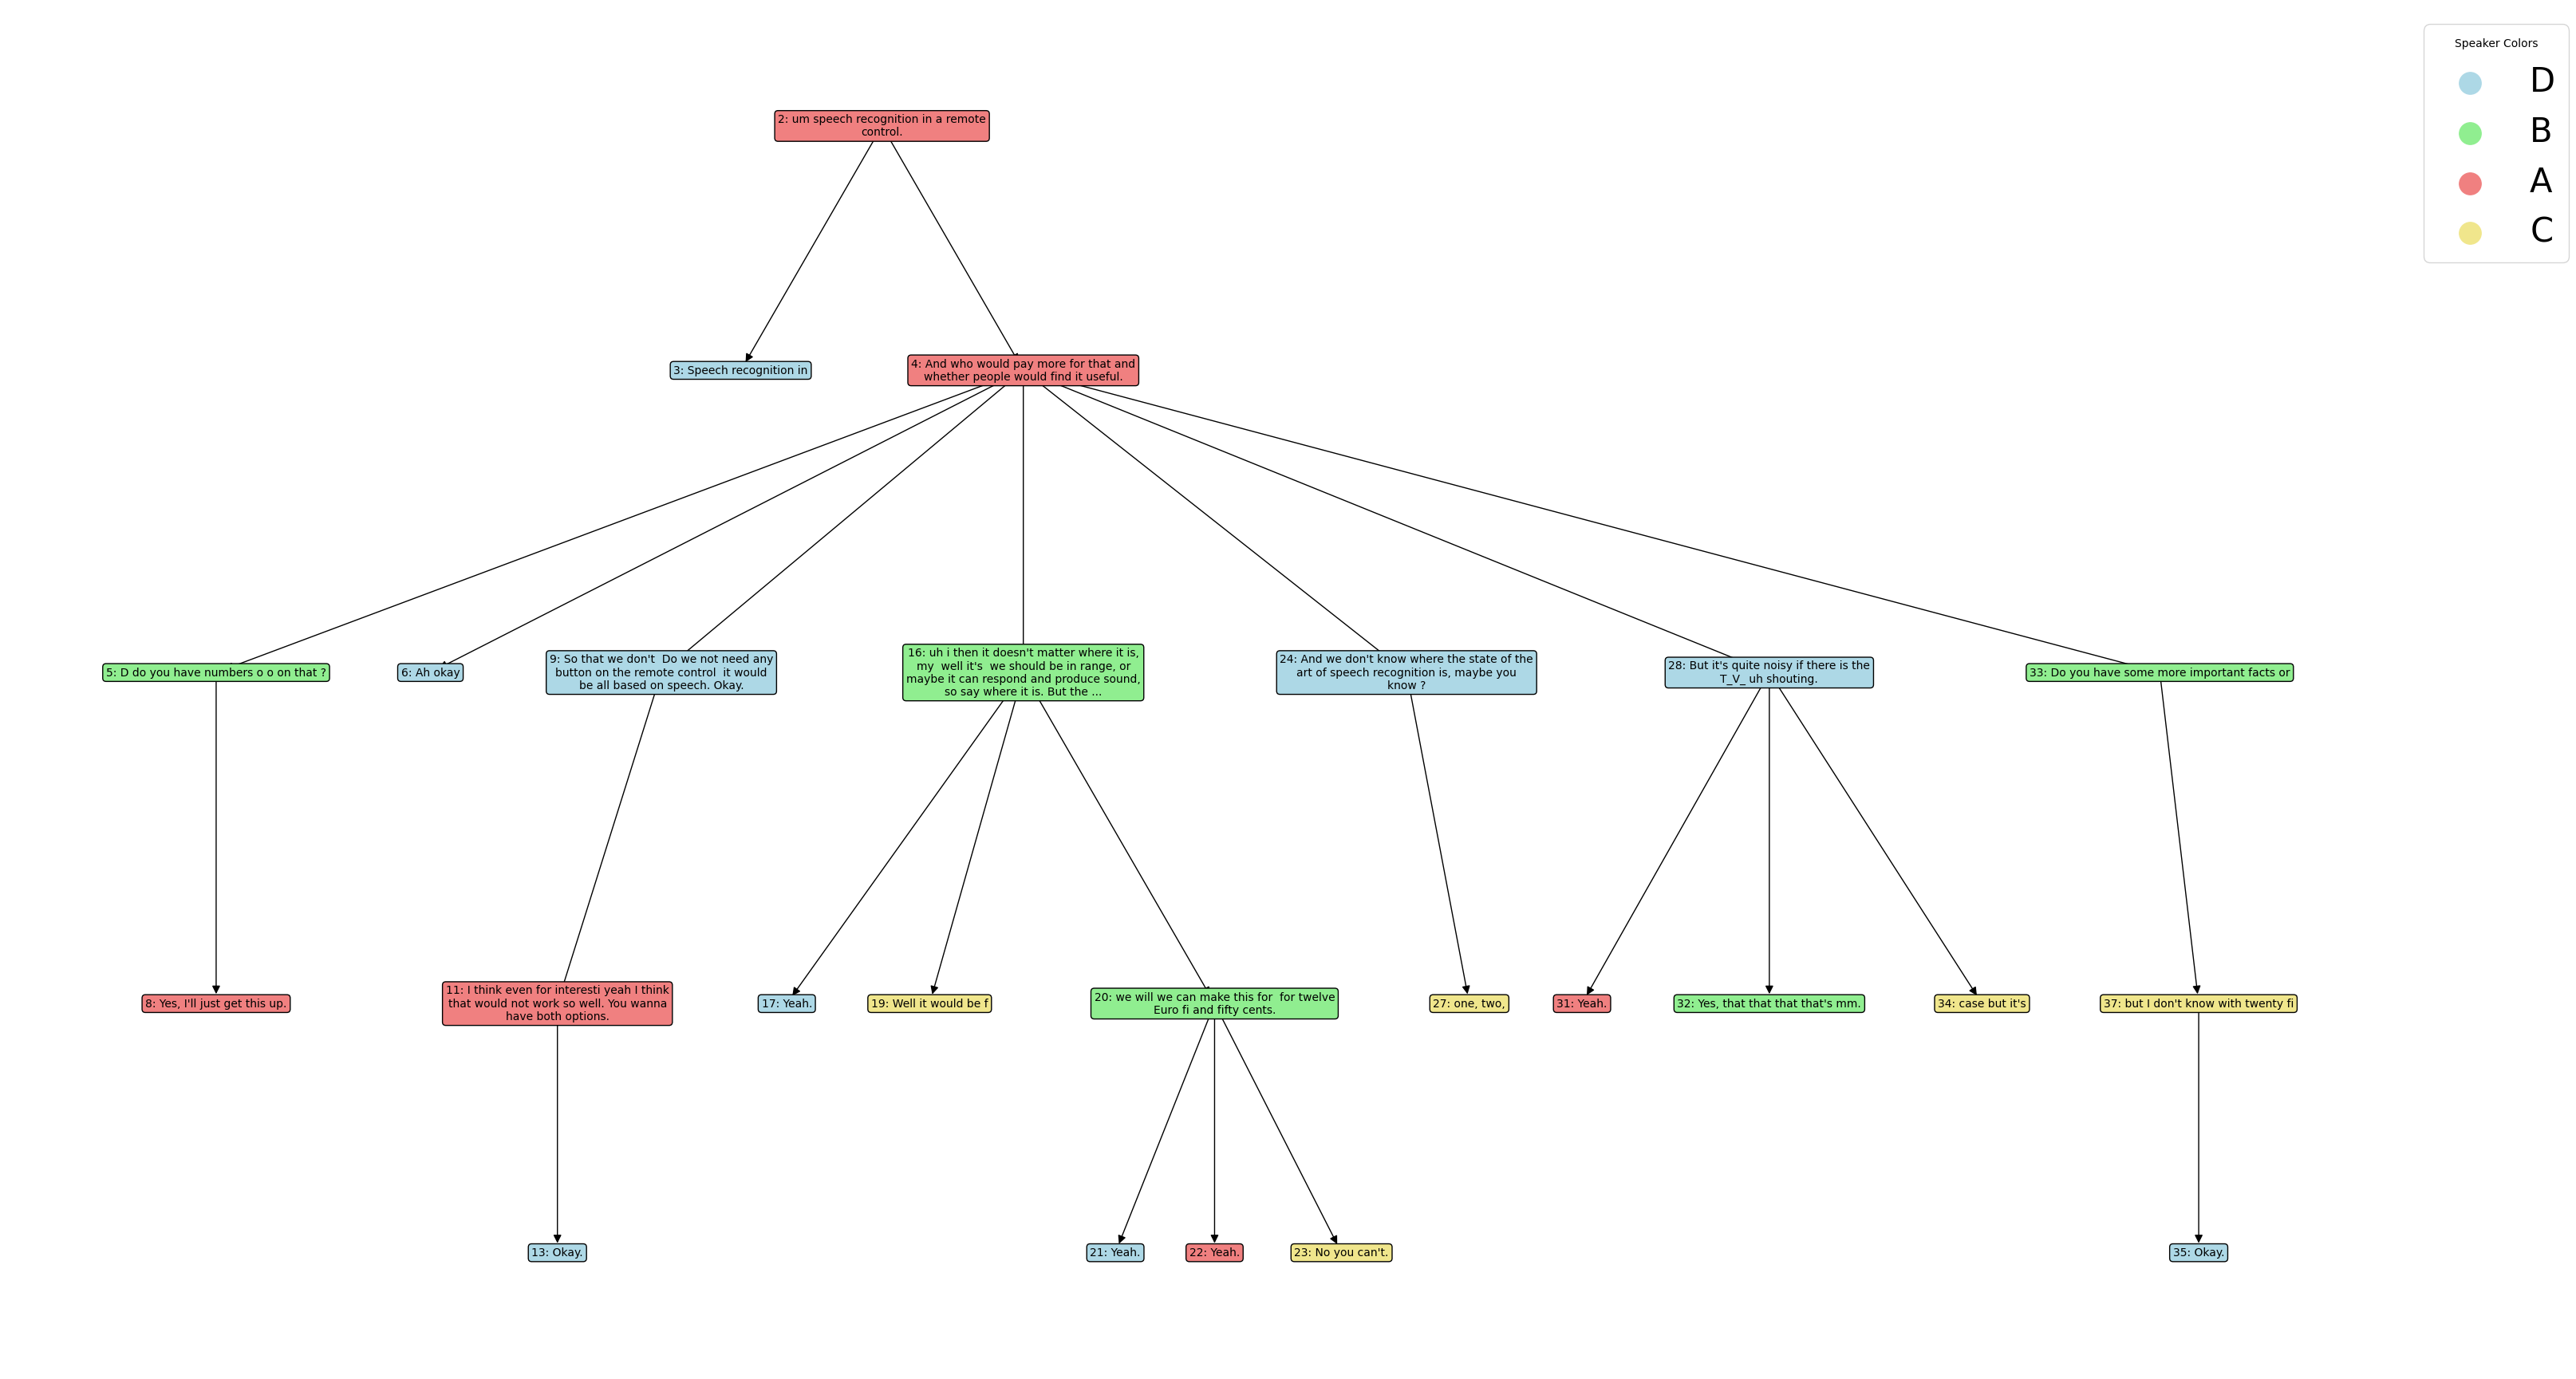 Speaker Colors
D
B
A
C
2: um speech recognition in a remote
control.
3: Speech recognition in
4: And who would pay more for that and
whether people would find it useful.
5: D do you have numbers o o on that ?
6: Ah okay
9: So that we don't  Do we not need any
button on the remote control  it would
be all based on speech. Okay.
16: uh i then it doesn't matter where it is,
my  well it's  we should be in range, or
maybe it can respond and produce sound,
so say where it is. But the ...
24: And we don't know where the state of the
art of speech recognition is, maybe you
know ?
28: But it's quite noisy if there is the
T_V_ uh shouting.
33: Do you have some more important facts or
8: Yes, I'll just get this up.
11: I think even for interesti yeah I think
that would not work so well. You wanna
have both options.
17: Yeah.
19: Well it would be f
20: we will we can make this for  for twelve
Euro fi and fifty cents.
27: one, two,
31: Yeah.
32: Yes, that that that that's mm.
34: case but it's
37: but I don't know with twenty fi
13: Okay.
21: Yeah.
22: Yeah.
23: No you can't.
35: Okay.